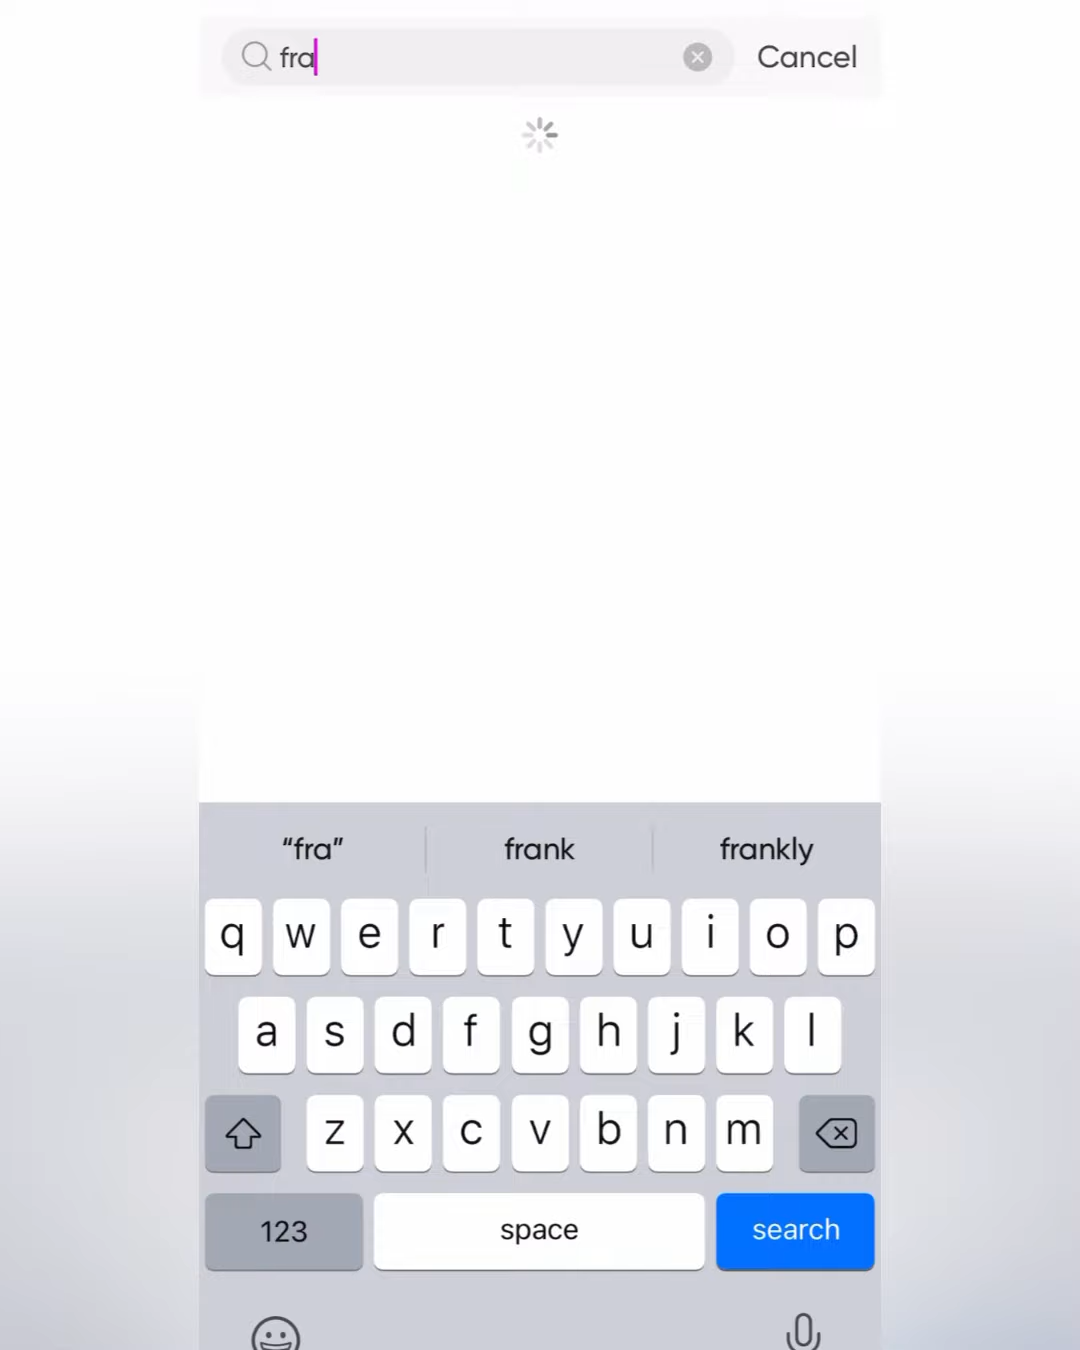 fra Cancel
“fra” frank frankly
q w e r t y u i o p
a s d f g h j k l
z x c v b n m
123 space search